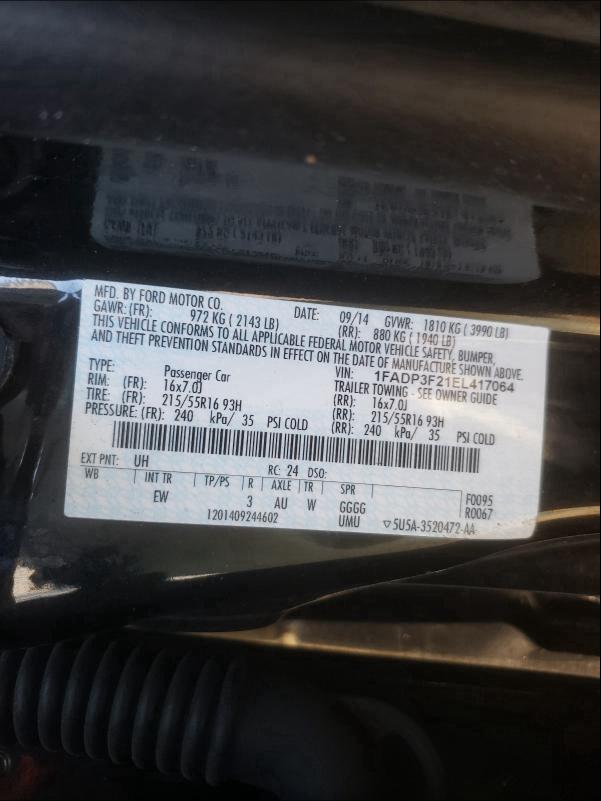 MFD. BY FORD MOTOR CO. DATE: 09/14 GVWR: 1810 KG ( 3990 LB)
GAWR: (FR): 972 KG ( 2143 LB) (RR): 880 KG ( 1940 LB)
THIS VEHICLE CONFORMS TO ALL APPLICABLE FEDERAL MOTOR VEHICLE SAFETY, BUMPER,
AND THEFT PREVENTION STANDARDS IN EFFECT ON THE DATE OF MANUFACTURE SHOWN ABOVE.
VIN: 1FADP3F21EL417064
TYPE: Passenger Car TRAILER TOWING - SEE OWNER GUIDE
RIM: (FR): 16x7.0J (RR): 16x7.0J
TIRE: (FR): 215/55R16 93H (RR): 215/55R16 93H
PRESSURE: (FR): 240 kPa/ 35 PSI COLD (RR): 240 kPa/ 35 PSI COLD
EXT PNT: UH RC: 24 DSO:
WB INT TR TP/PS R AXLE TR SPR F0095
EW 3 AU W GGGG R0067
1201409244602 UMU ▽5U5A-3520472-AA